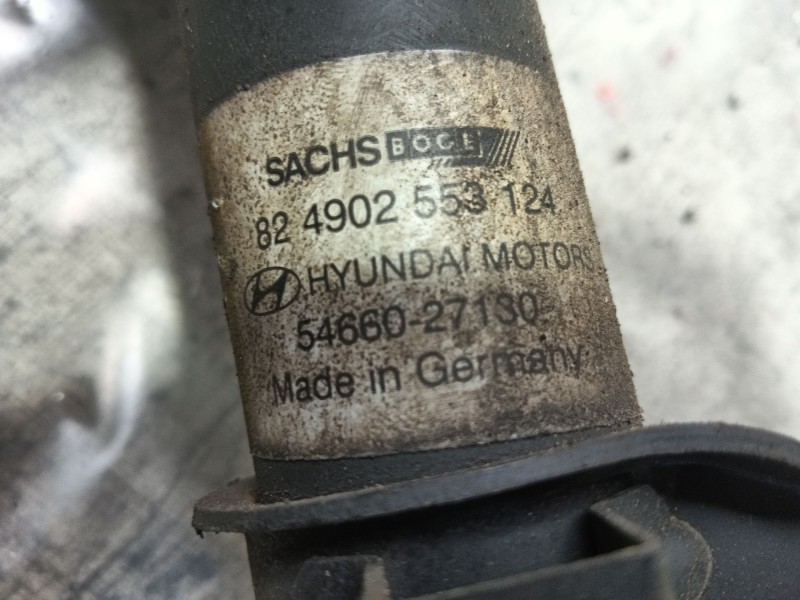 SACHS BOGE
82 4902 553 124
HYUNDAI MOTORS
54660-27130
Made in Germany